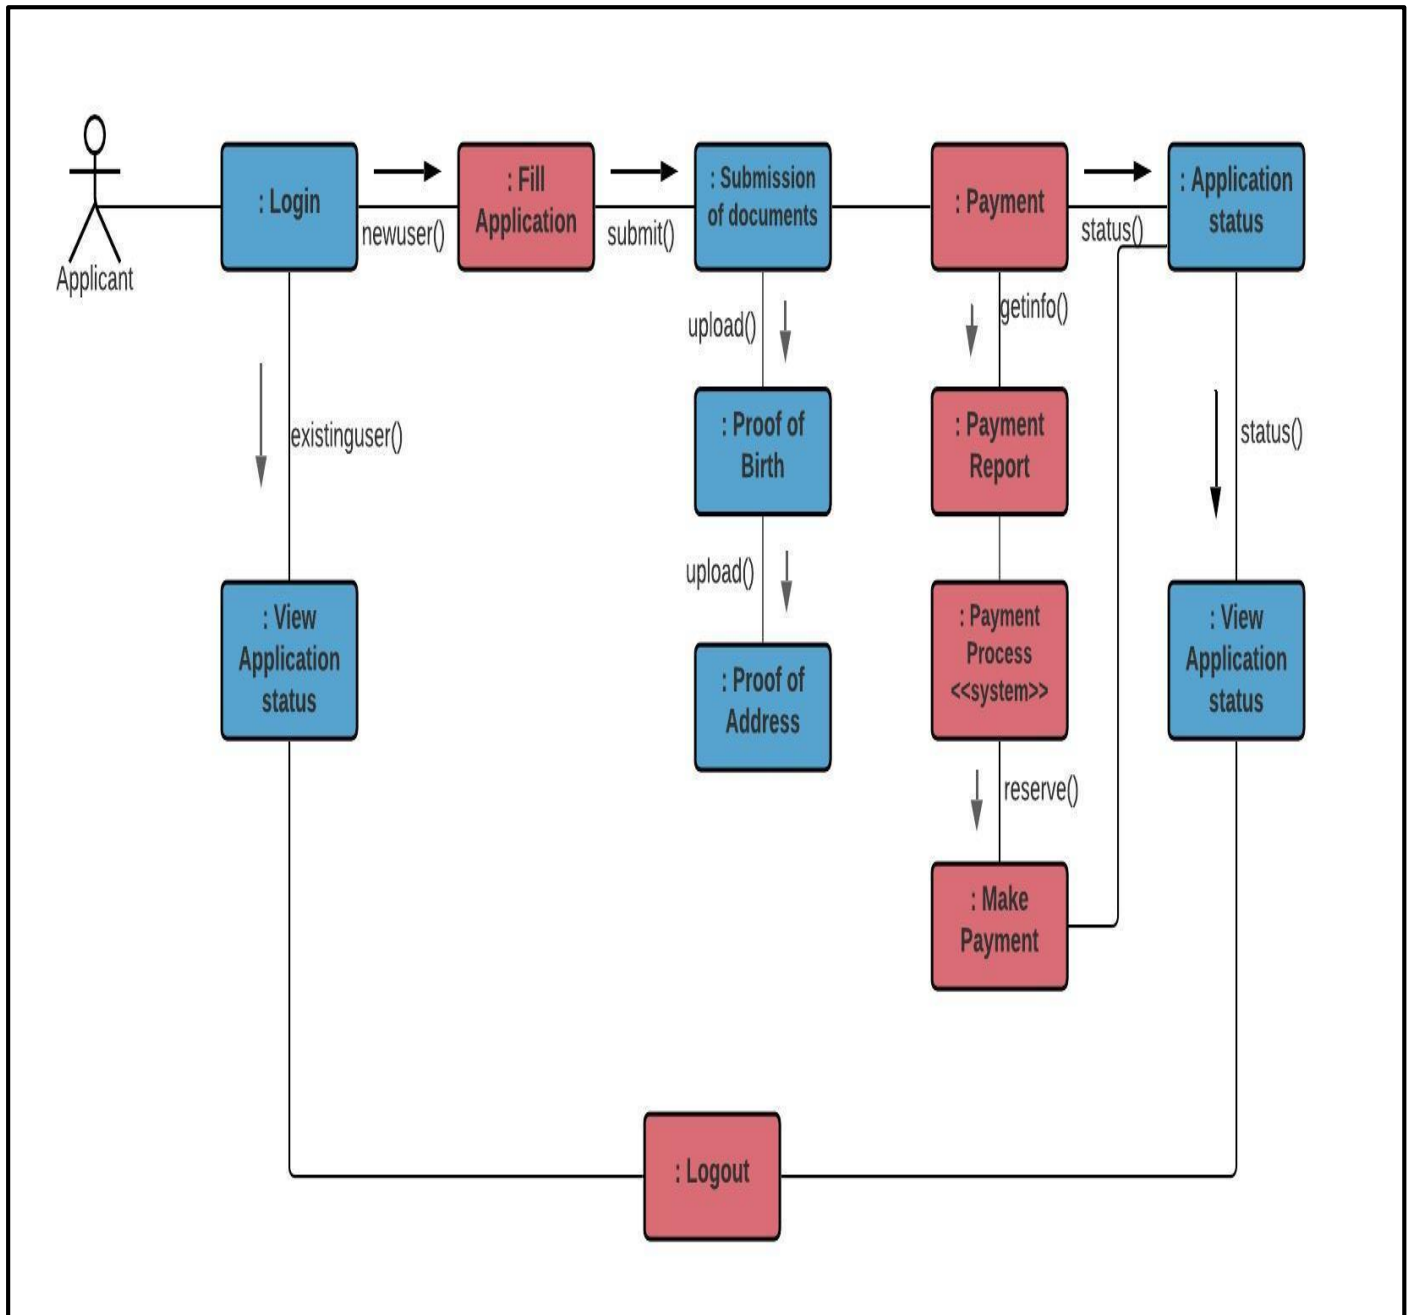 Applicant
: Login
newuser()
: Fill
Application
submit()
: Submission
of documents
: Payment
status()
: Application
status
existinguser()
upload()
getinfo()
status()
: Proof of
Birth
: Payment
Report
upload()
: View
Application
status
: Proof of
Address
: Payment
Process
<<system>>
: View
Application
status
reserve()
: Make
Payment
: Logout